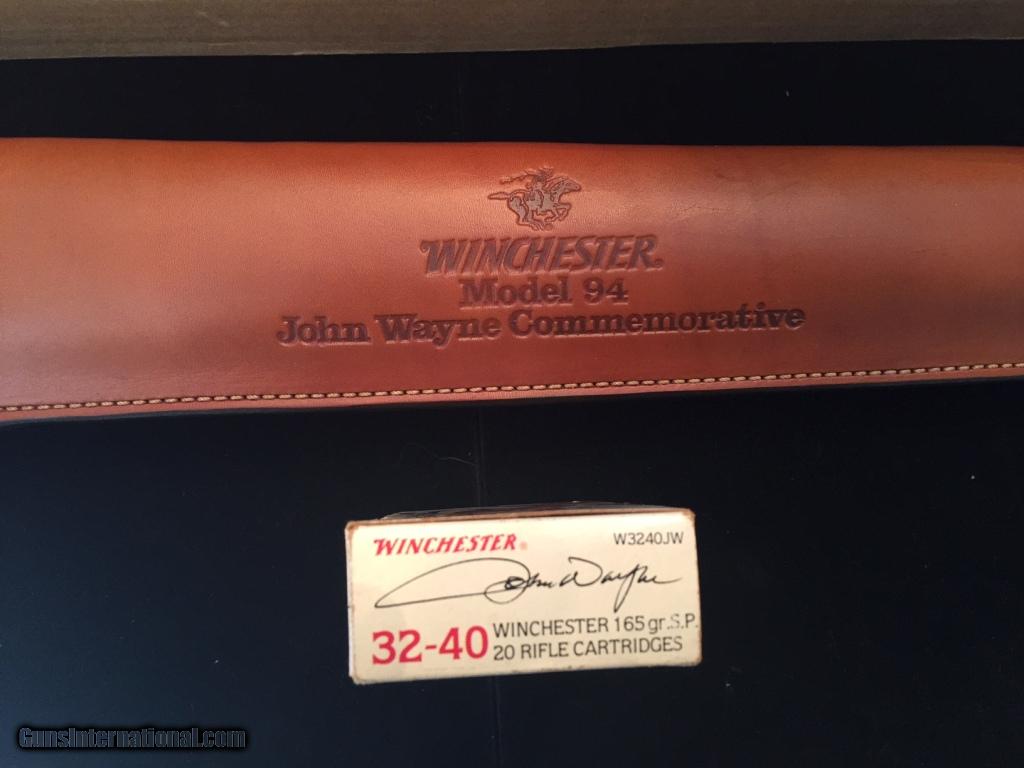 WINCHESTER®
Model 94
John Wayne Commemorative
WINCHESTER® W3240JW
John Wayne
32-40 WINCHESTER 165 gr. S.P.
20 RIFLE CARTRIDGES
GunsInternational.com